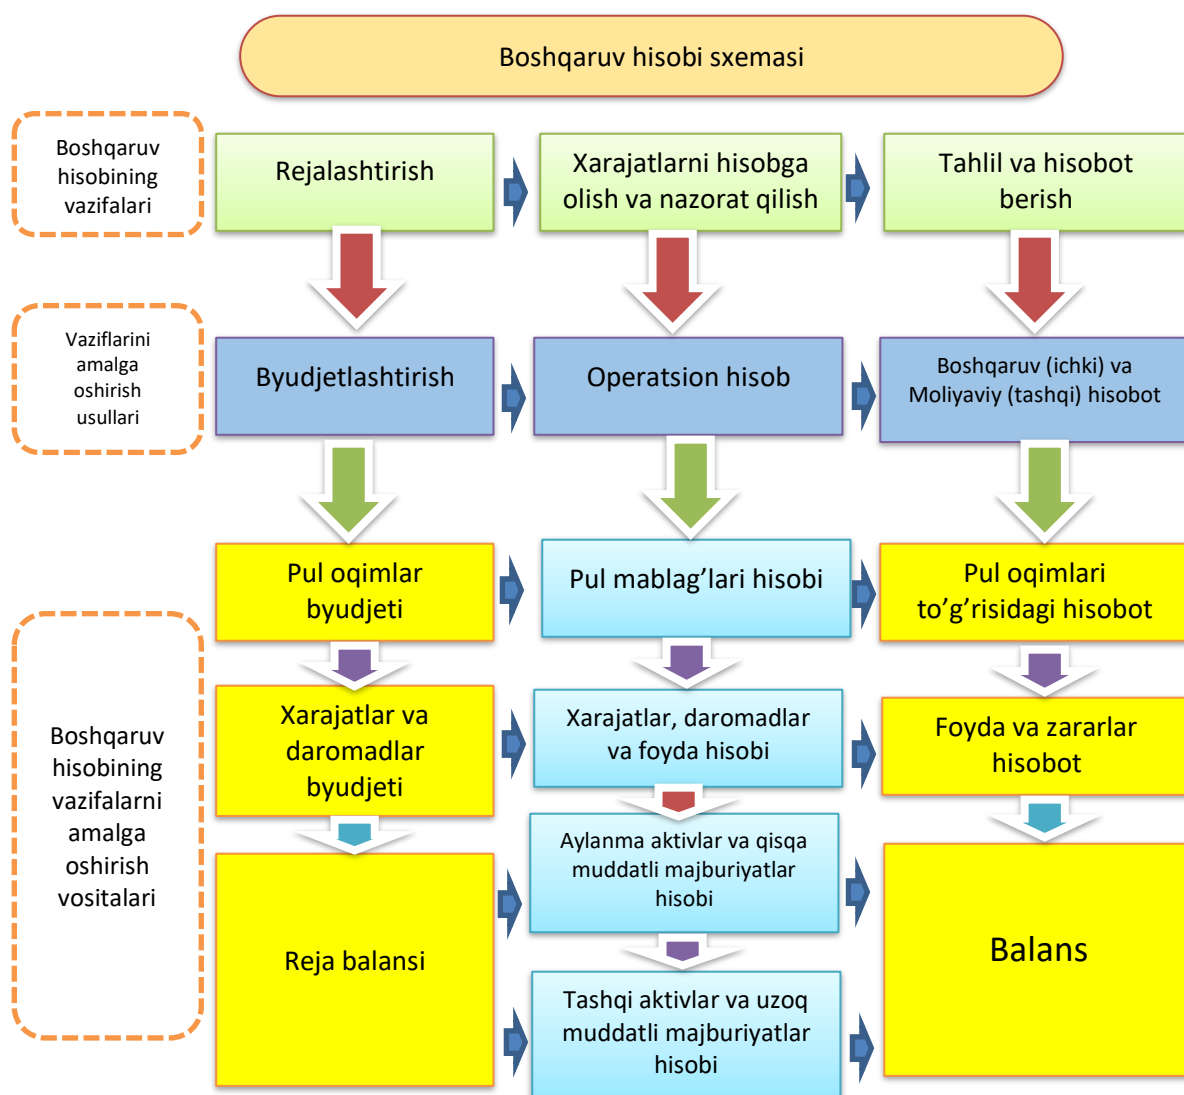 Boshqaruv hisobi sxemasi
Boshqaruv
hisobining
vazifalari
Rejalashtirish
Xarajatlarni hisobga
olish va nazorat qilish
Tahlil va hisobot
berish
Vaziflarini
amalga
oshirish
usullari
Byudjetlashtirish
Operatsion hisob
Boshqaruv (ichki) va
Moliyaviy (tashqi) hisobot
Boshqaruv
hisobining
vazifalarni
amalga
oshirish
vositalari
Pul oqimlar
byudjeti
Pul mablag’lari hisobi
Pul oqimlari
to’g’risidagi hisobot
Xarajatlar va
daromadlar
byudjeti
Xarajatlar, daromadlar
va foyda hisobi
Foyda va zararlar
hisobot
Reja balansi
Aylanma aktivlar va qisqa
muddatli majburiyatlar
hisobi
Tashqi aktivlar va uzoq
muddatli majburiyatlar
hisobi
Balans